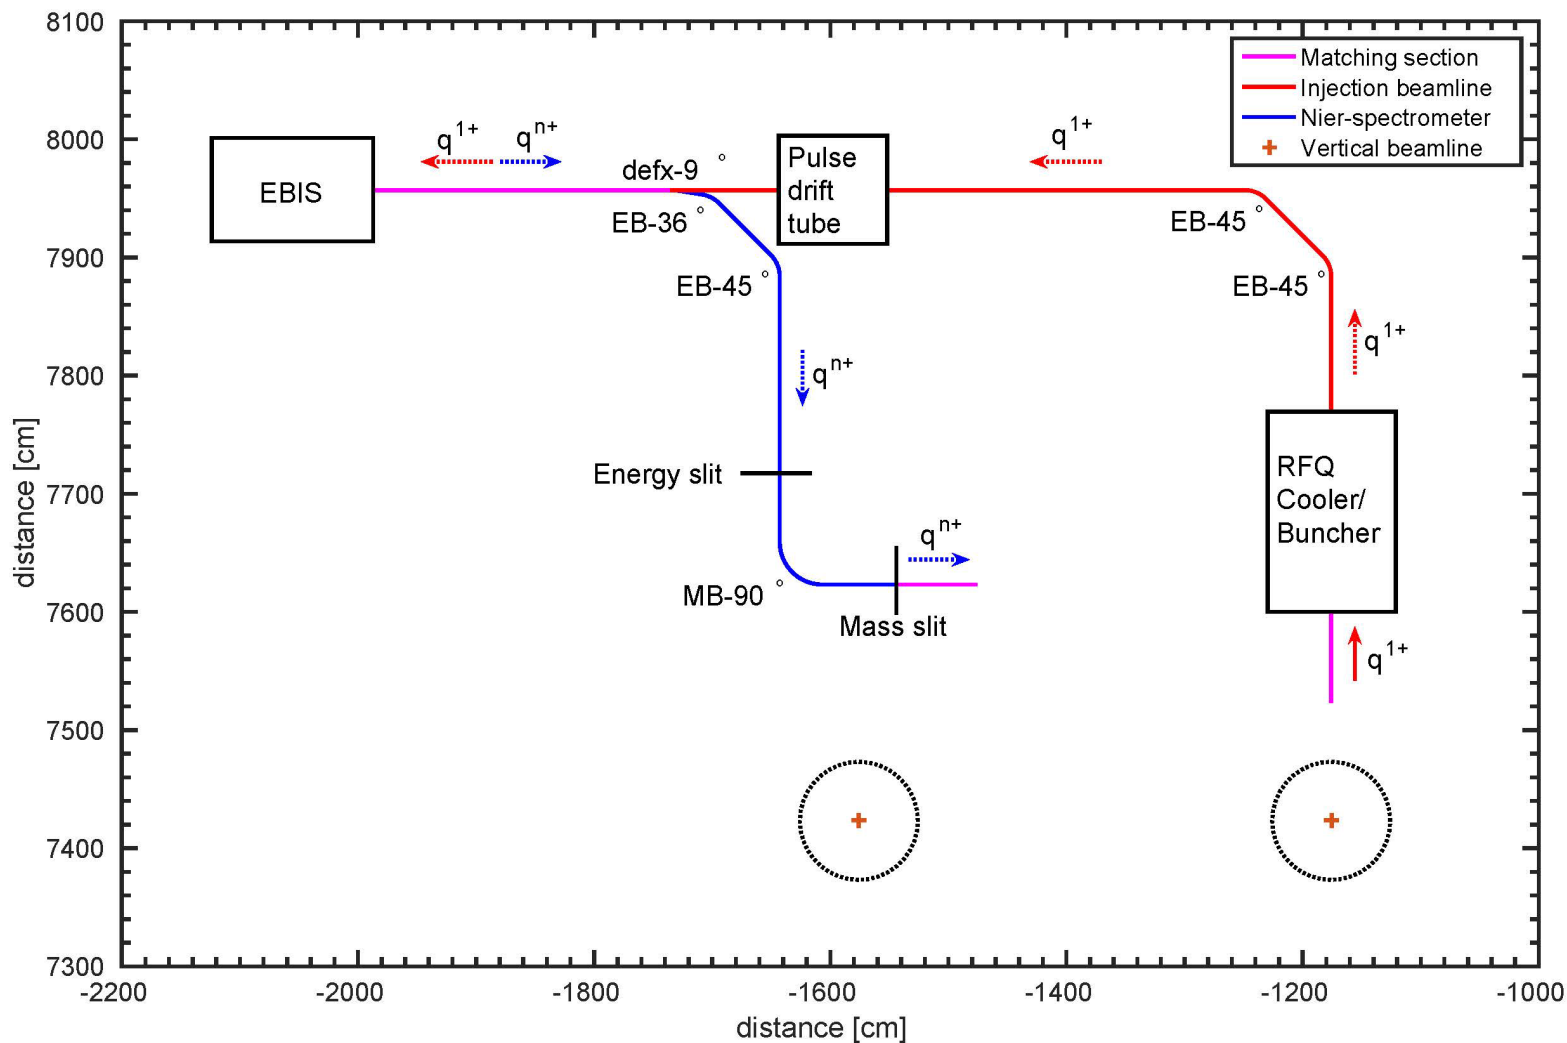 8100
8000
7900
7800
7700
7600
7500
7400
7300
-2200
-2000
-1800
-1600
-1400
-1200
-1000
distance [cm]
distance [cm]
Matching section
Injection beamline
Nier-spectrometer
Vertical beamline
EBIS
q1+
qn+
defx-9°
EB-36°
EB-45°
Pulse
drift
tube
q1+
EB-45°
EB-45°
q1+
qn+
Energy slit
MB-90°
qn+
Mass slit
RFQ
Cooler/
Buncher
q1+